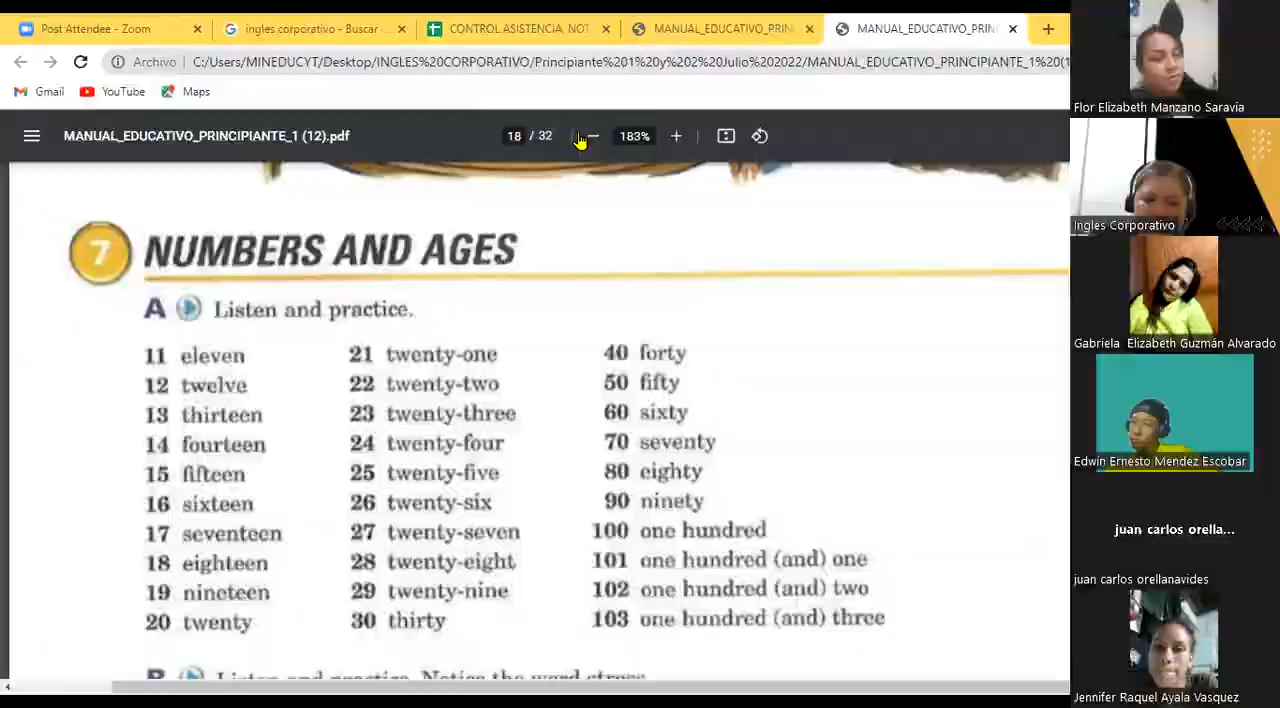 Post Attendee - Zoom
ingles corporativo - Buscar c
CONTROL ASISTENCIA, NOT
MANUAL_EDUCATIVO_PRIN
MANUAL_EDUCATIVO_PRIN
Archivo | C:/Users/MINEDUCYT/Desktop/INGLES%20CORPORATIVO/Principiante%201%20y%202%20Julio%202022/MANUAL_EDUCATIVO_PRINCIPIANTE_1%20(1
Gmail YouTube Maps
MANUAL_EDUCATIVO_PRINCIPIANTE_1 (12).pdf 18 / 32 183%
7 NUMBERS AND AGES
A Listen and practice.
11 eleven 21 twenty-one 40 forty
12 twelve 22 twenty-two 50 fifty
13 thirteen 23 twenty-three 60 sixty
14 fourteen 24 twenty-four 70 seventy
15 fifteen 25 twenty-five 80 eighty
16 sixteen 26 twenty-six 90 ninety
17 seventeen 27 twenty-seven 100 one hundred
18 eighteen 28 twenty-eight 101 one hundred (and) one
19 nineteen 29 twenty-nine 102 one hundred (and) two
20 twenty 30 thirty 103 one hundred (and) three
B Listen and practice. Notice the word stress.
Flor Elizabeth Manzano Saravia
Ingles Corporativo
Gabriela Elizabeth Guzmán Alvarado
Edwin Ernesto Mendez Escobar
juan carlos orella...
juan carlos orellanavides
Jennifer Raquel Ayala Vasquez